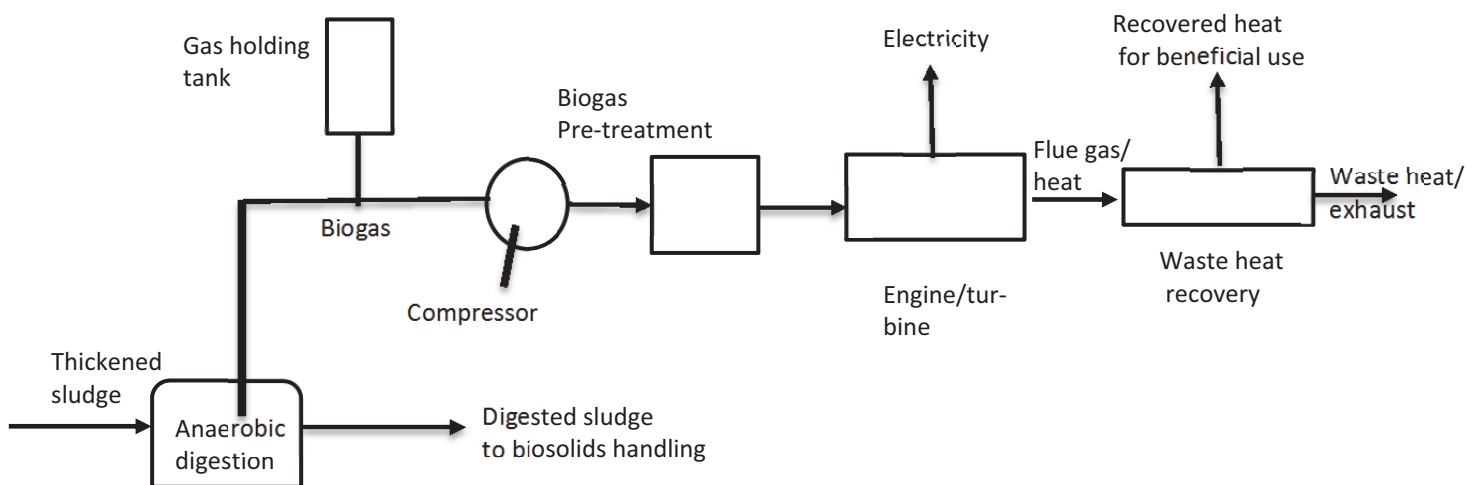 Gas holding
tank
Electricity
Recovered heat
for beneficial use
Biogas
Pre-treatment
Flue gas/
heat
Waste heat/
exhaust
Biogas
Waste heat
recovery
Compressor
Engine/tur-
bine
Thickened
sludge
Anaerobic
digestion
Digested sludge
to biosolids handling